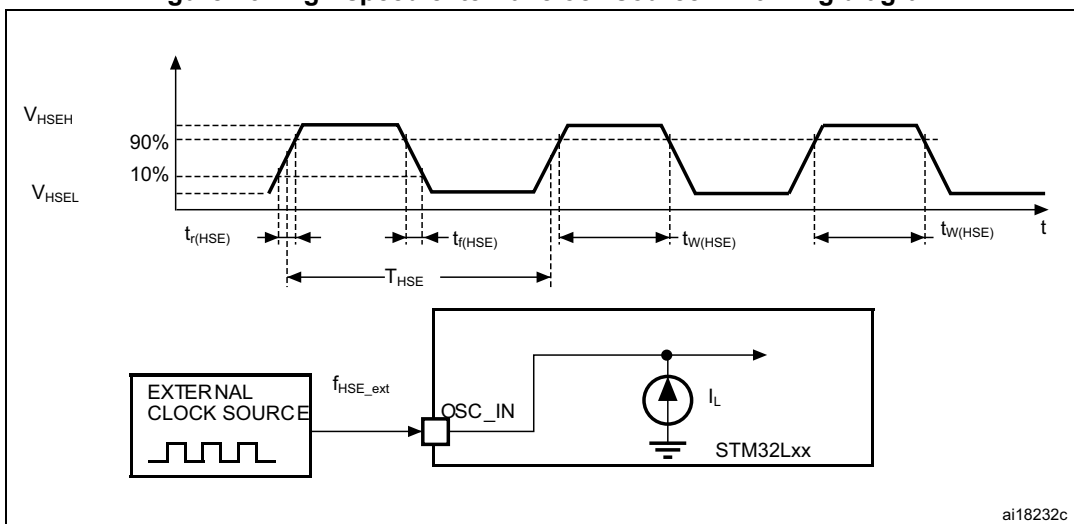 V_HSEH
90%
10%
V_HSEL
t_r(HSE)
t_f(HSE)
t_W(HSE)
t_W(HSE)
t
T_HSE
EXTERNAL
CLOCK SOURCE
f_HSE_ext
OSC_IN
I_L
STM32Lxx
ai18232c